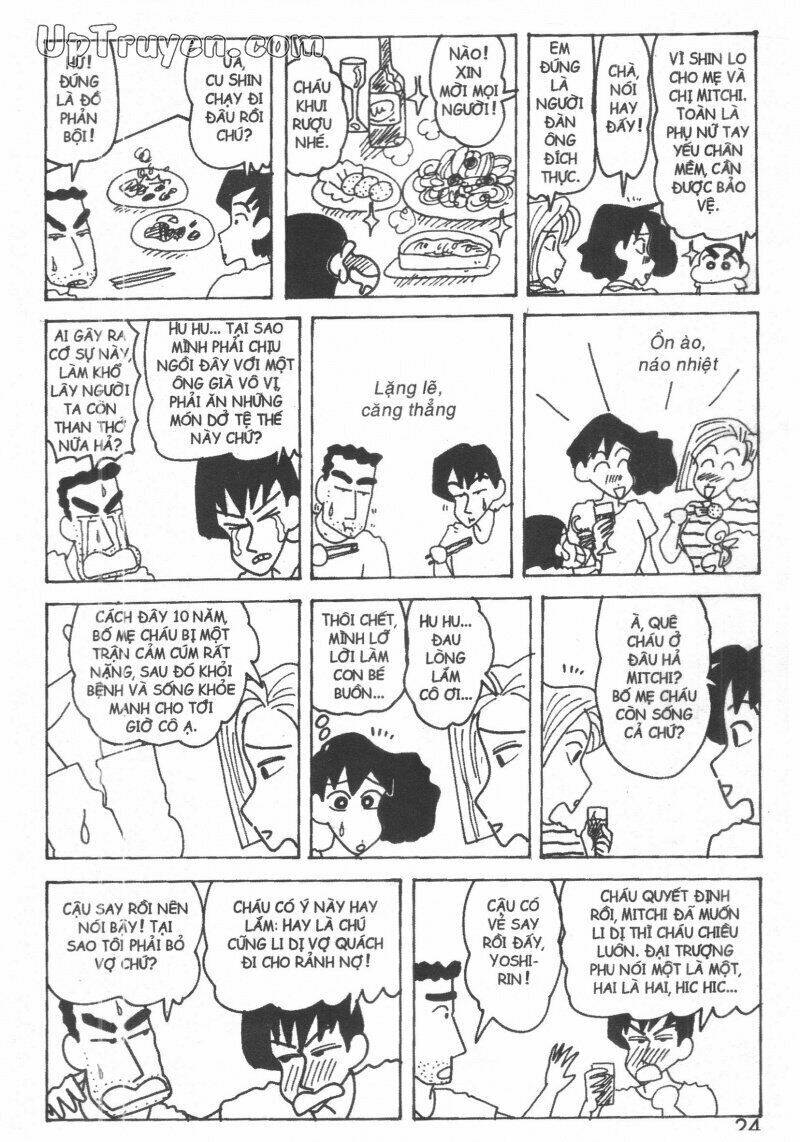 UpTruyen.com
VÌ SHIN LO
CHO MẸ VÀ
CHỊ MITCHI.
TOÀN LÀ
PHỤ NỮ TAY
YẾU CHÂN
MỀM, CẦN
ĐƯỢC BẢO
VỆ.
CHÀ,
NÓI
HAY
ĐẤY!
EM
ĐÚNG
LÀ
NGƯỜI
ĐÀN
ÔNG
ĐÍCH
THỰC.
NÀO!
XIN
MỜI MỌI
NGƯỜI!
CHÁU
KHUI
RƯỢU
NHÉ.
ỦA,
CU SHIN
CHẠY ĐI
ĐÂU RỒI
CHỨ?
HỪ!
ĐÚNG
LÀ ĐỒ
PHẢN
BỘI!
Ồn ào,
náo nhiệt
Lặng lẽ,
căng thẳng
HU HU... TẠI SAO
MÌNH PHẢI CHỊU
NGỒI ĐÂY VỚI MỘT
ÔNG GIÀ VÔ VỊ,
PHẢI ĂN NHỮNG
MÓN DỞ TỆ THẾ
NÀY CHỨ?
AI GÂY RA
CỚ SỰ NÀY,
LÀM KHỔ
LÂY NGƯỜI
TA CÒN
THAN THỞ
NỮA HẢ?
À, QUÊ
CHÁU Ở
ĐÂU HẢ
MITCHI?
BỐ MẸ CHÁU
CÒN SỐNG
CẢ CHỨ?
HU HU...
ĐAU
LÒNG
LẮM
CÔ ƠI...
THÔI CHẾT,
MÌNH LỠ
LỜI LÀM
CON BÉ
BUỒN...
CÁCH ĐÂY 10 NĂM,
BỐ MẸ CHÁU BỊ MỘT
TRẬN CẢM CÚM RẤT
NẶNG, SAU ĐÓ KHỎI
BỆNH VÀ SỐNG KHỎE
MẠNH CHO TỚI
GIỜ CÔ Ạ.
CHÁU QUYẾT ĐỊNH
RỒI, MITCHI ĐÃ MUỐN
LI DỊ THÌ CHÁU CHIỀU
LUÔN. ĐẠI TRƯỢNG
PHU NÓI MỘT LÀ MỘT,
HAI LÀ HAI, HIC HIC...
CẬU CÓ
VẺ SAY
RỒI ĐẤY,
YOSHI-
RIN!
CHÁU CÓ Ý NÀY HAY
LẮM: HAY LÀ CHÚ
CŨNG LI DỊ VỢ QUÁCH
ĐI CHO RẢNH NỢ!
CẬU SAY RỒI NÊN
NÓI BẬY! TẠI
SAO TÔI PHẢI BỎ
VỢ CHỨ?
24